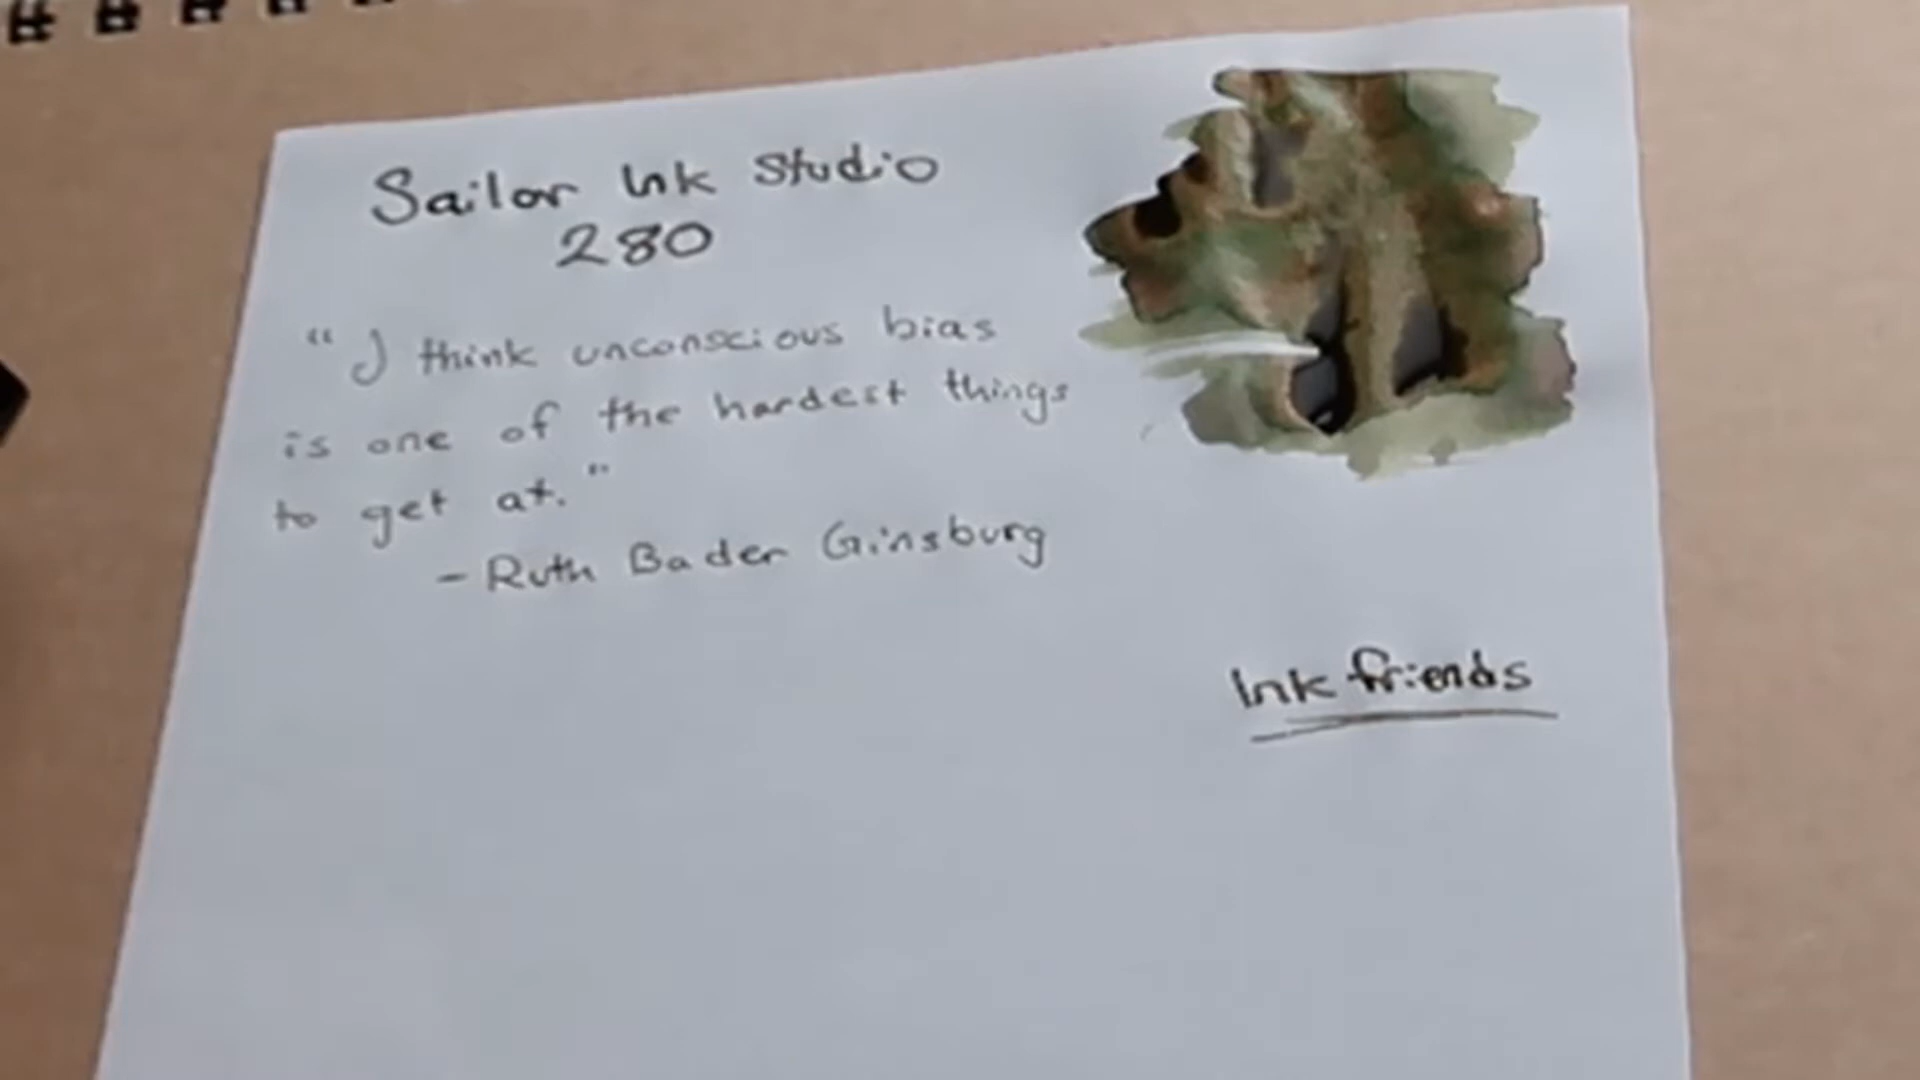 Sailor Ink Studio
280
"I think unconscious bias
is one of the hardest things
to get at."
- Ruth Bader Ginsburg
Ink friends